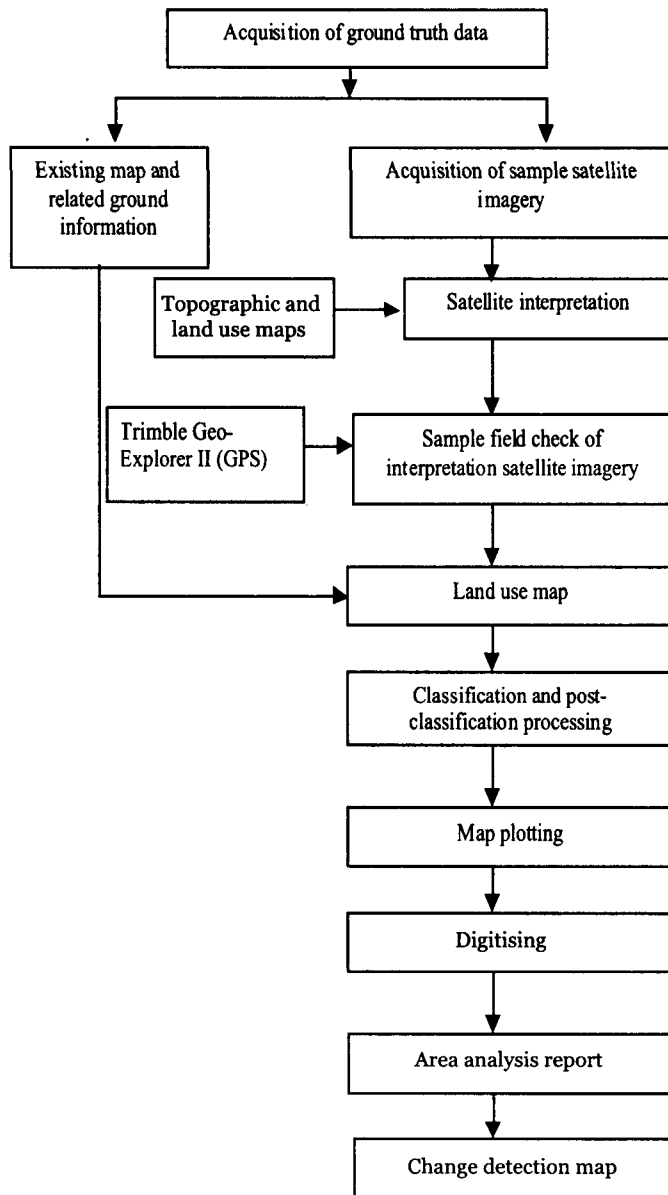 Acquisition of ground truth data
Existing map and
related ground
information
Acquisition of sample satellite
imagery
Topographic and
land use maps
Satellite interpretation
Trimble Geo-
Explorer II (GPS)
Sample field check of
interpretation satellite imagery
Land use map
Classification and post-
classification processing
Map plotting
Digitising
Area analysis report
Change detection map